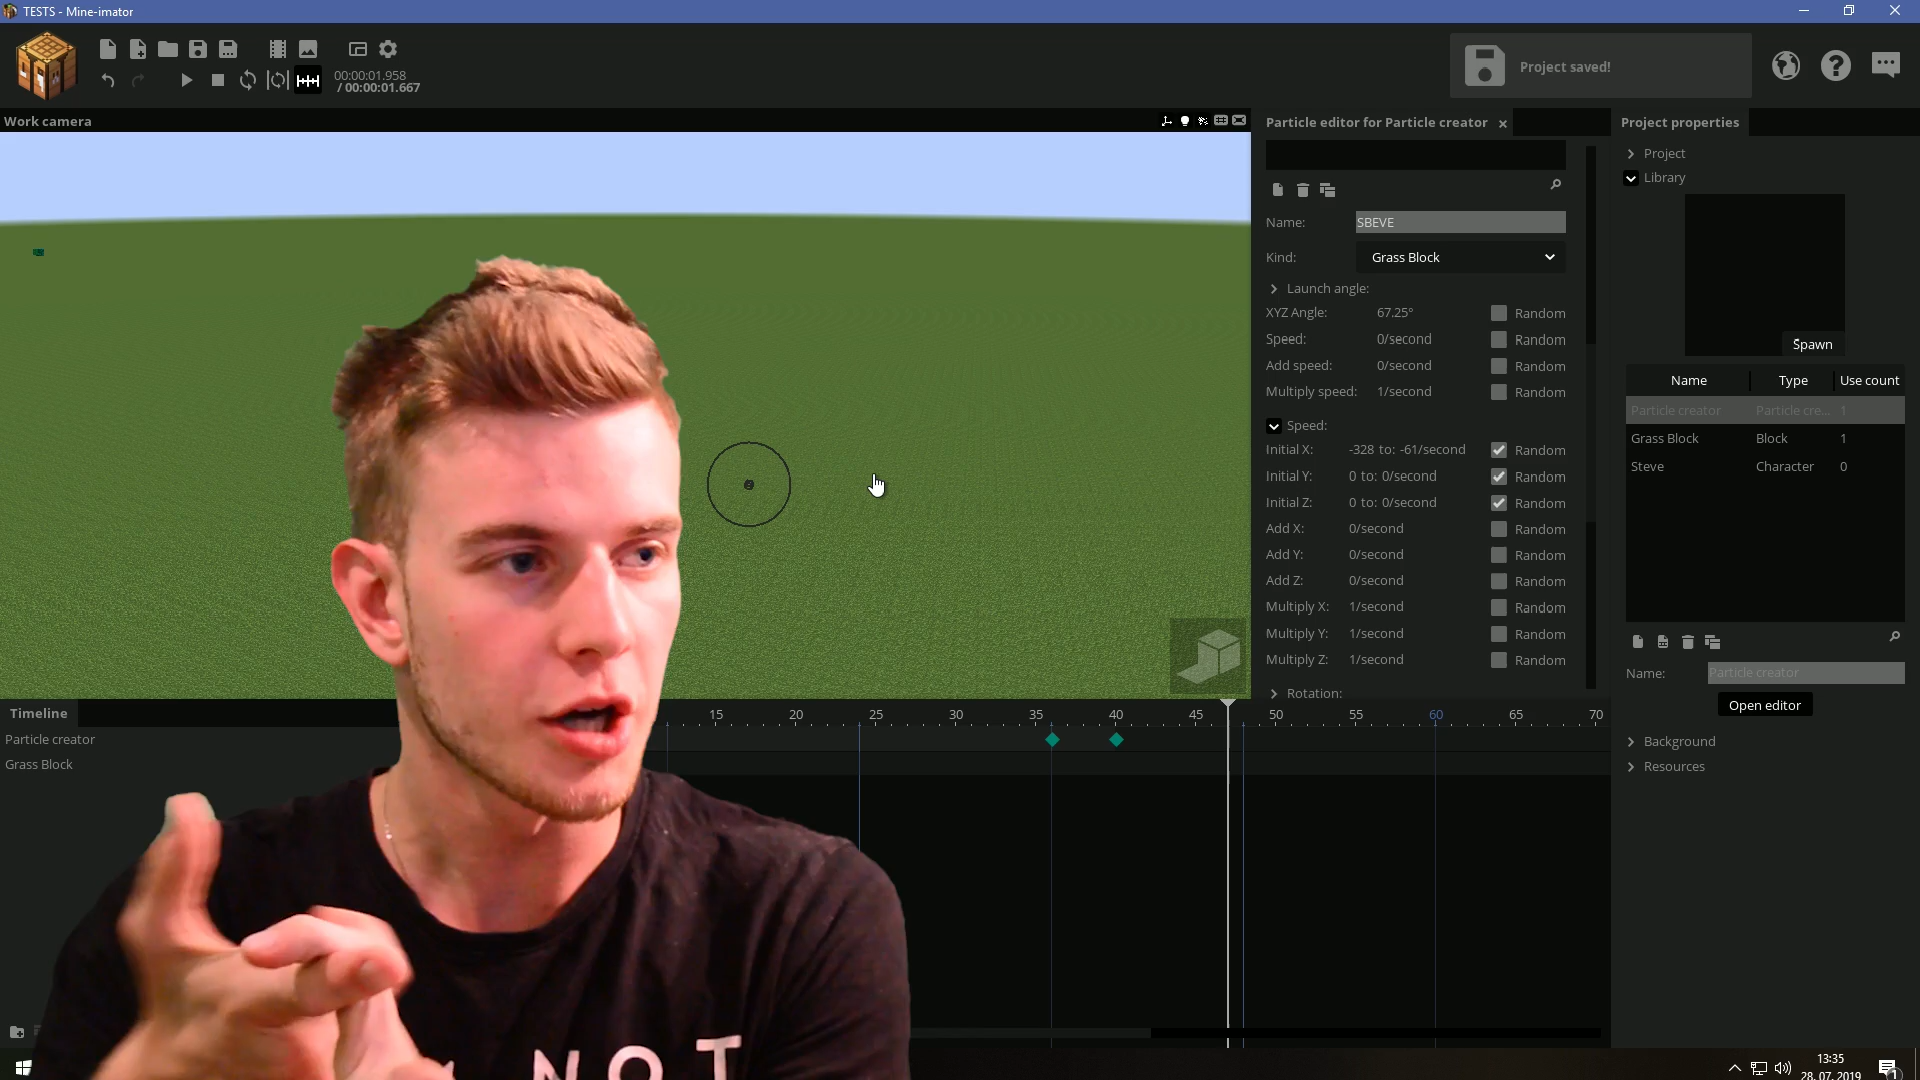 TESTS - Mine-imator
00:00:01.958
/ 00:00:01.667
Project saved!
Work camera
Particle editor for Particle creator
Name: SBEVE
Kind: Grass Block
Launch angle:
XYZ Angle: 67.25° Random
Speed: 0/second Random
Add speed: 0/second Random
Multiply speed: 1/second Random
Speed:
Initial X: -328 to: -61/second Random
Initial Y: 0 to: 0/second Random
Initial Z: 0 to: 0/second Random
Add X: 0/second Random
Add Y: 0/second Random
Add Z: 0/second Random
Multiply X: 1/second Random
Multiply Y: 1/second Random
Multiply Z: 1/second Random
Rotation:
Project properties
Project
Library
Spawn
Name Type Use count
Particle creator Particle cre... 1
Grass Block Block 1
Steve Character 0
Name: Particle creator
Open editor
Background
Resources
Timeline
15 20 25 30 35 40 45 50 55 60 65 70
Particle creator
Grass Block
NOT
13:35
28.07.2019
1